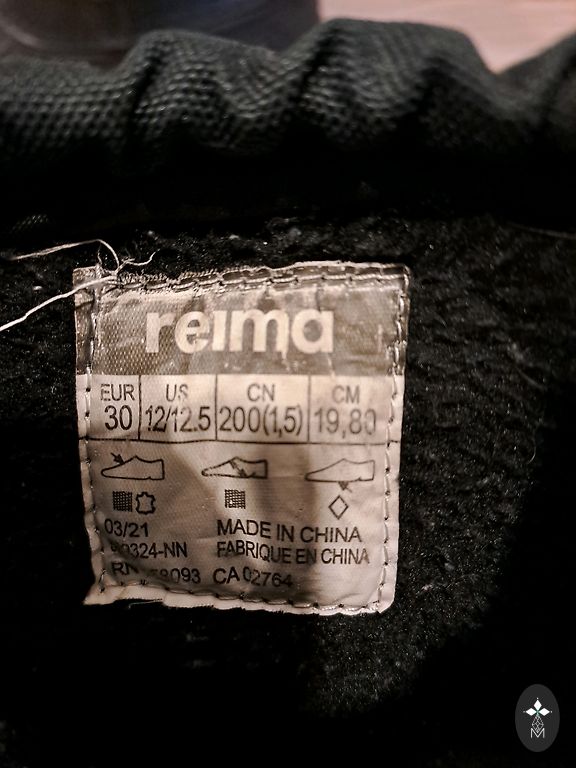 reima
EUR US CN CM
30 12/12.5 200(1,5) 19,80
03/21 MADE IN CHINA
FABRIQUE EN CHINA
CA 02764